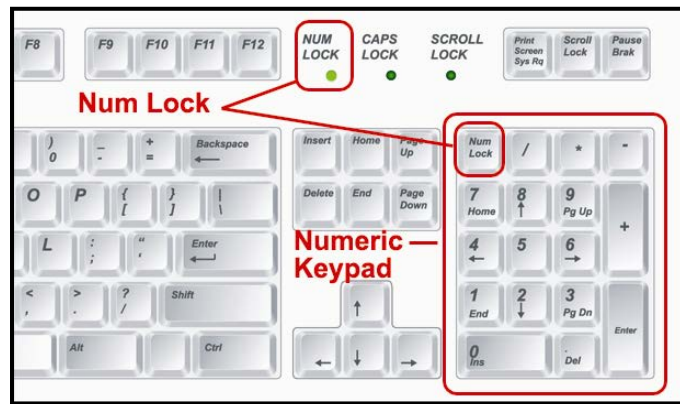 F8
F9
F10
F11
F12
NUM
LOCK
CAPS
LOCK
SCROLL
LOCK
Print
Screen
Sys Rq
Scroll
Lock
Pause
Brak
Num Lock
)
0
_
-
+
=
Backspace
Insert
Home
Page
Up
Num
Lock
/
*
-
O
P
{
[
}
]
|
\
Delete
End
Page
Down
7
Home
8
↑
9
Pg Up
+
L
:
;
"
'
Enter
Numeric
Keypad
4
←
5
6
→
<
,
>
.
?
/
Shift
↑
1
End
2
↓
3
Pg Dn
Enter
Alt
Ctrl
←
↓
→
0
Ins
.
Del